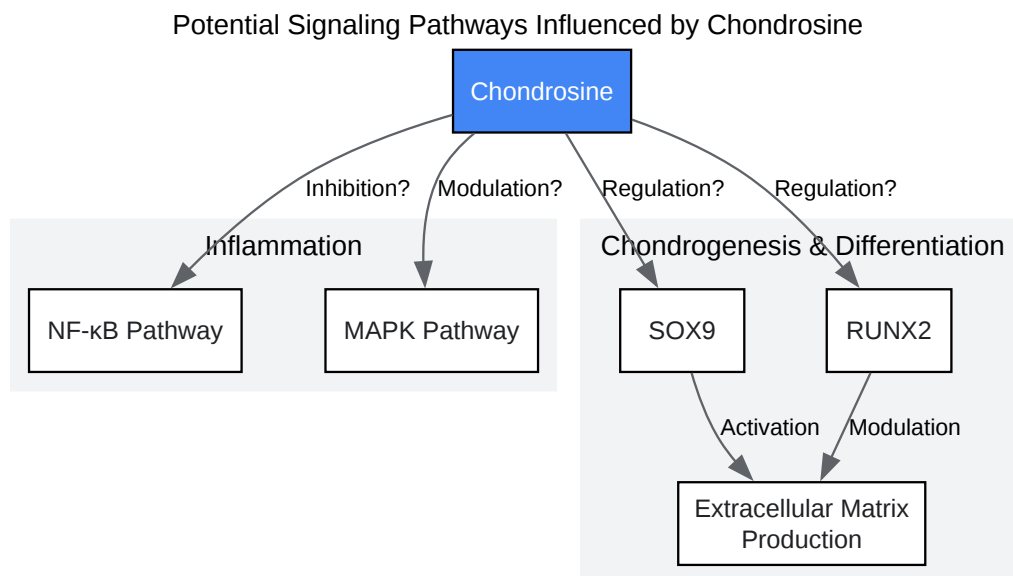 Potential Signaling Pathways Influenced by Chondrosine
Chondrosine
Inhibition?
Modulation?
Regulation?
Regulation?
Inflammation
Chondrogenesis & Differentiation
NF-κB Pathway
MAPK Pathway
SOX9
RUNX2
Activation
Modulation
Extracellular Matrix
Production